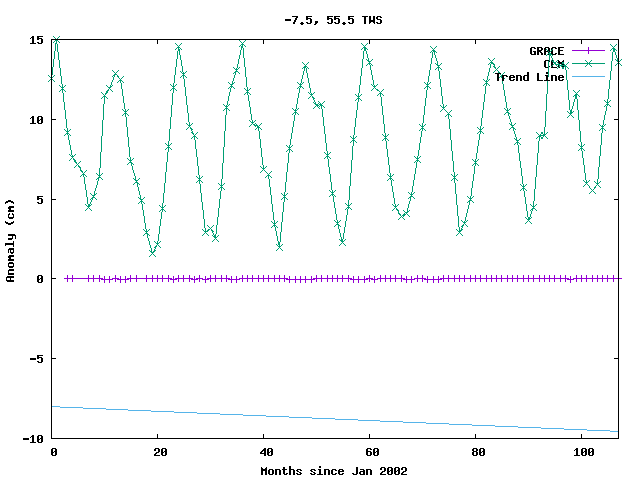 -7.5, 55.5 TWS
GRACE
CLM
Trend Line
15
10
5
0
-5
-10
Anomaly (cm)
0 20 40 60 80 100
Months since Jan 2002